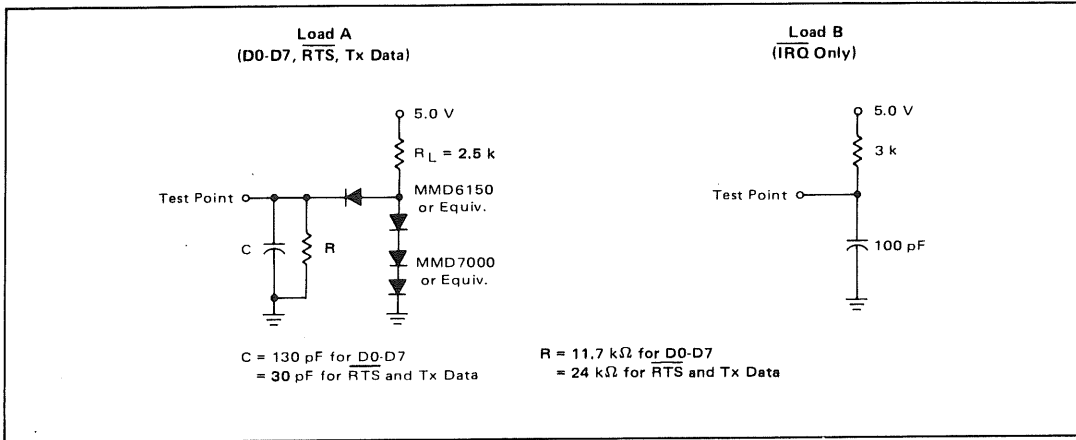 Load A
(D0-D7, RTS, Tx Data)
5.0 V
RL = 2.5 k
MMD6150
or Equiv.
Test Point
C
R
MMD7000
or Equiv.
C = 130 pF for D0-D7
= 30 pF for RTS and Tx Data
Load B
(IRQ Only)
5.0 V
3 k
Test Point
100 pF
R = 11.7 kΩ for D0-D7
= 24 kΩ for RTS and Tx Data